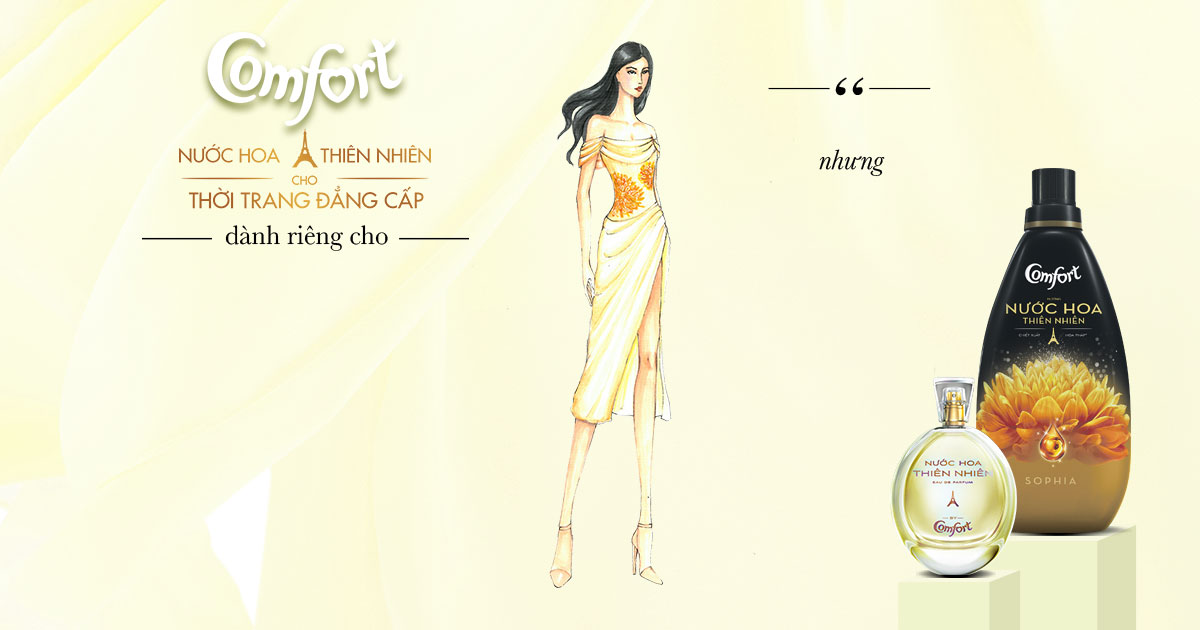 Comfort
NƯỚC HOA THIÊN NHIÊN
CHO
THỜI TRANG ĐẲNG CẤP
dành riêng cho
“
nhưng
Comfort
NƯỚC HOA
THIÊN NHIÊN
SOPHIA
NƯỚC HOA
THIÊN NHIÊN
EAU DE PARFUM
Comfort